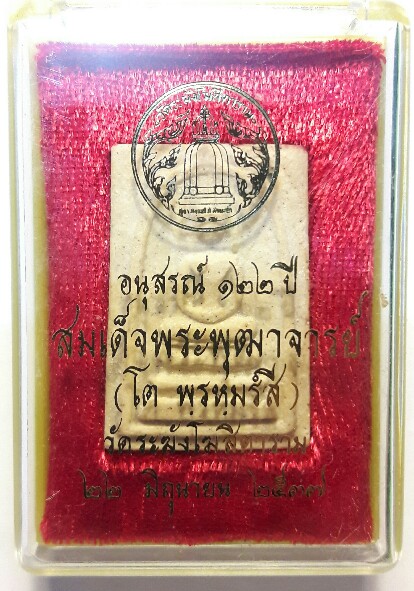 อนุสรณ์ ๑๒๒ ปี
สมเด็จพระพุฒาจารย์
(โต พฺรหฺมรํสี)
วัดระฆังโฆสิตาราม
๒๒ มิถุนายน ๒๕๓๗